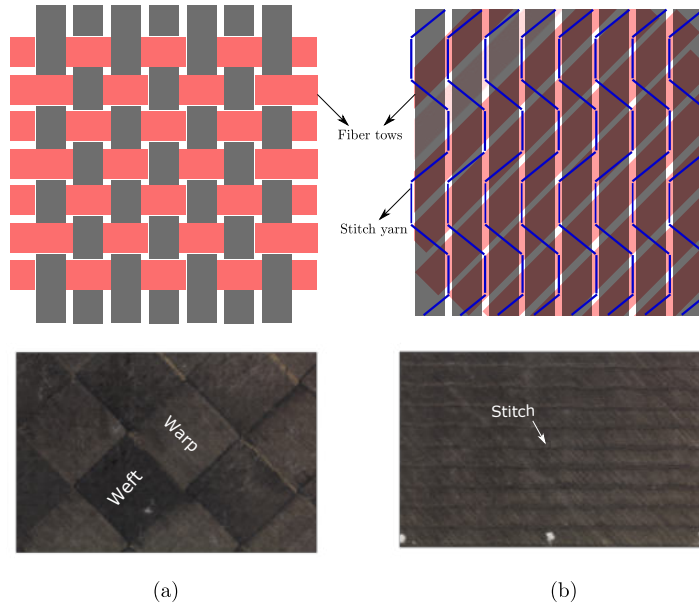 Fiber tows
Stitch yarn
Warp
Weft
Stitch
(a)
(b)